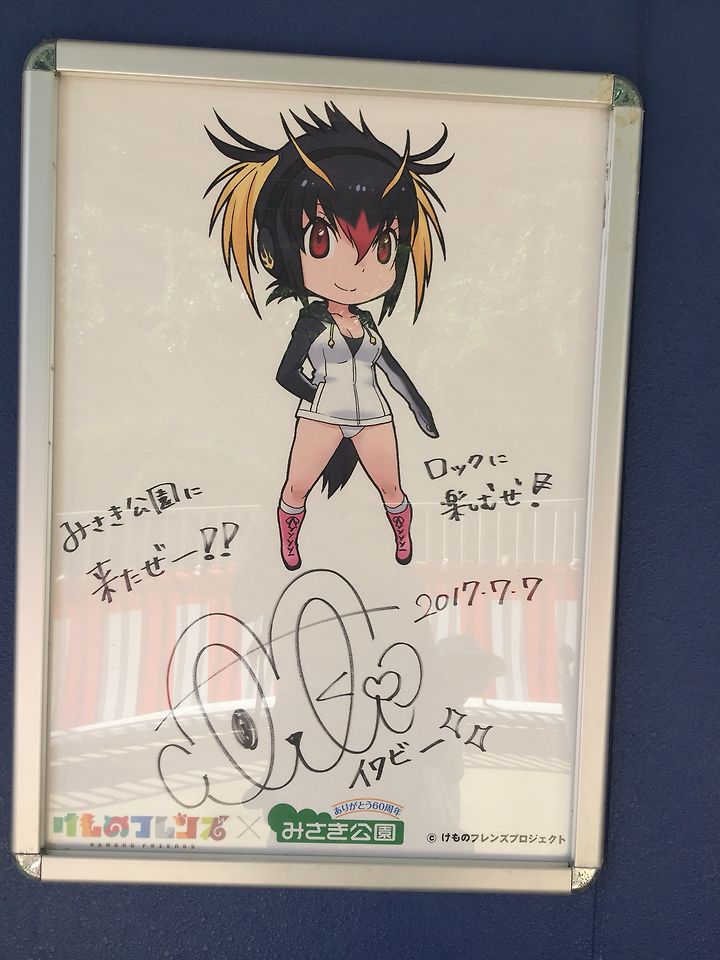 みさき公園に
来たぜー!!
ロックに
楽しむぜ!
2017.7.7
イワビー
けものフレンズ
KEMONO FRIENDS
×
ありがとう60周年
みさき公園
© けものフレンズプロジェクト